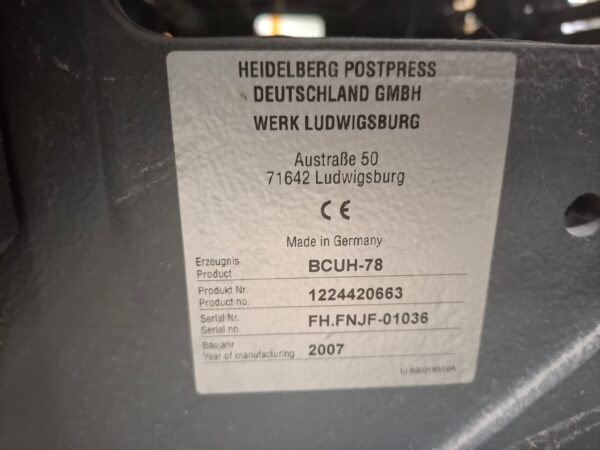 HEIDELBERG POSTPRESS
DEUTSCHLAND GMBH
WERK LUDWIGSBURG
Austraße 50
71642 Ludwigsburg
CE
Made in Germany
Erzeugnis
Product BCUH-78
Produkt Nr.
Product no. 1224420663
Serial Nr.
Serial no. FH.FNJF-01036
Baujahr
Year of manufacturing 2007